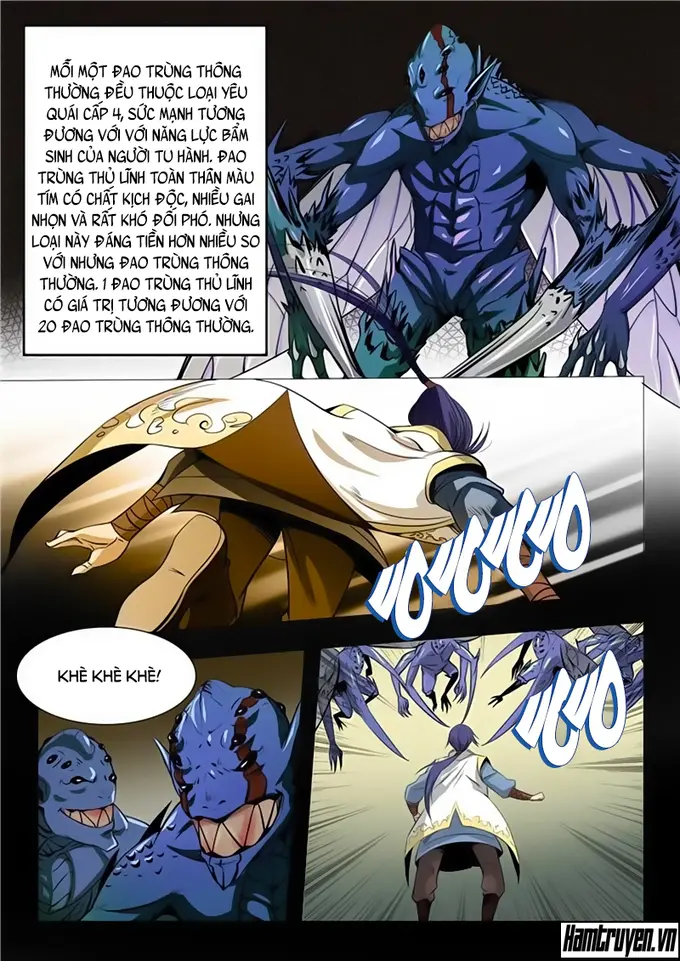 MỖI MỘT ĐAO TRÙNG THÔNG
THƯỜNG ĐỀU THUỘC LOẠI YÊU
QUÁI CẤP 4, SỨC MẠNH TƯƠNG
ĐƯƠNG VỚI VỚI NĂNG LỰC BẨM
SINH CỦA NGƯỜI TU HÀNH. ĐAO
TRÙNG THỦ LĨNH TOÀN THÂN MÀU
TÍM CÓ CHẤT KỊCH ĐỘC, NHIỀU GAI
NHỌN VÀ RẤT KHÓ ĐỐI PHÓ. NHƯNG
LOẠI NÀY ĐÁNG TIỀN HƠN NHIỀU SO
VỚI NHƯNG ĐAO TRÙNG THÔNG
THƯỜNG. 1 ĐAO TRÙNG THỦ LĨNH
CÓ GIÁ TRỊ TƯƠNG ĐƯƠNG VỚI
20 ĐAO TRÙNG THÔNG THƯỜNG.
KHÈ KHÈ KHÈ!
Hamtruyen.vn